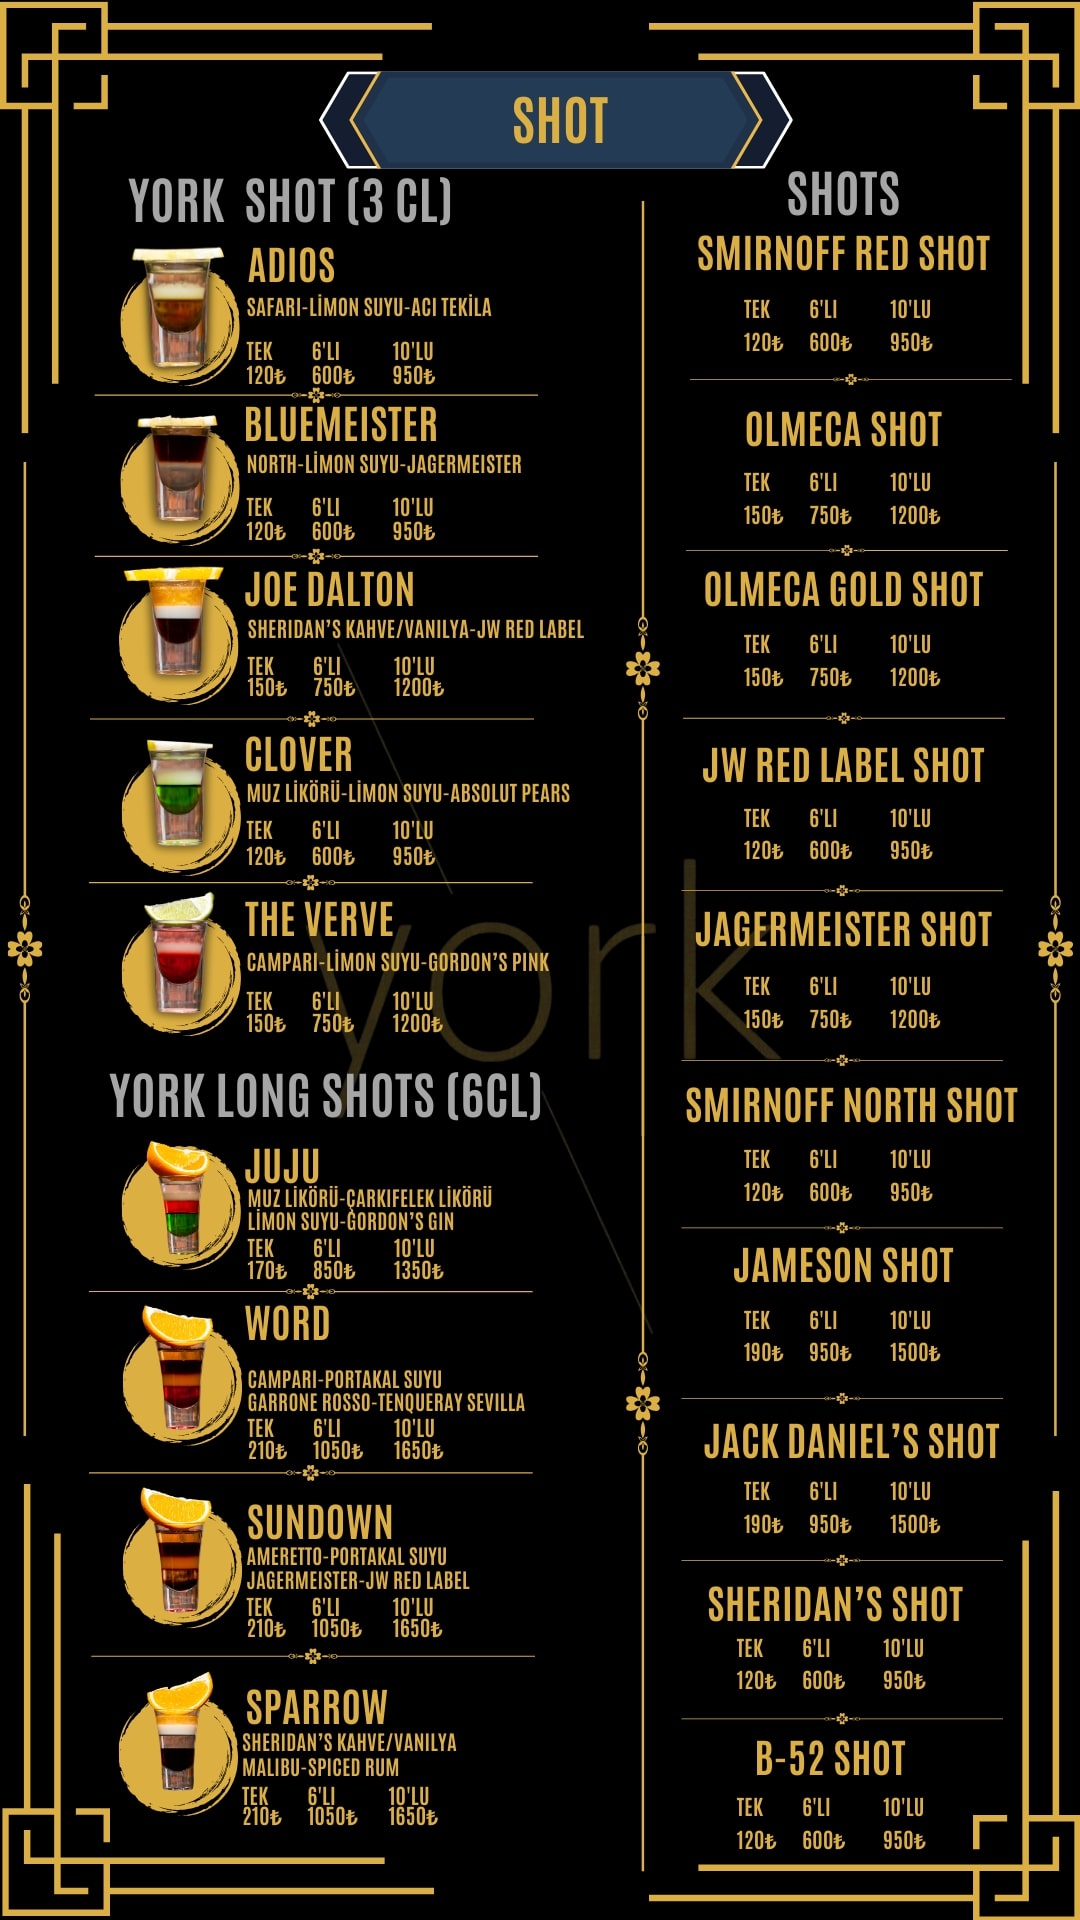 SHOT
YORK SHOT (3 CL)
ADIOS
SAFARI-LİMON SUYU-ACI TEKİLA
TEK 6'LI 10'LU
120₺ 600₺ 950₺
BLUEMEISTER
NORTH-LİMON SUYU-JAGERMEISTER
TEK 6'LI 10'LU
120₺ 600₺ 950₺
JOE DALTON
SHERIDAN’S KAHVE/VANILYA-JW RED LABEL
TEK 6'LI 10'LU
150₺ 750₺ 1200₺
CLOVER
MUZ LİKÖRÜ-LİMON SUYU-ABSOLUT PEARS
TEK 6'LI 10'LU
120₺ 600₺ 950₺
THE VERVE
CAMPARI-LİMON SUYU-GORDON’S PINK
TEK 6'LI 10'LU
150₺ 750₺ 1200₺
YORK LONG SHOTS (6CL)
JUJU
MUZ LİKÖRÜ-ÇARKIFELEK LİKÖRÜ
LİMON SUYU-GORDON’S GIN
TEK 6'LI 10'LU
170₺ 850₺ 1350₺
WORD
CAMPARI-PORTAKAL SUYU
GARRONE ROSSO-TENQUERAY SEVILLA
TEK 6'LI 10'LU
210₺ 1050₺ 1650₺
SUNDOWN
AMERETTO-PORTAKAL SUYU
JAGERMEISTER-JW RED LABEL
TEK 6'LI 10'LU
210₺ 1050₺ 1650₺
SPARROW
SHERIDAN’S KAHVE/VANILYA
MALIBU-SPICED RUM
TEK 6'LI 10'LU
210₺ 1050₺ 1650₺
SHOTS
SMIRNOFF RED SHOT
TEK 6'LI 10'LU
120₺ 600₺ 950₺
OLMECA SHOT
TEK 6'LI 10'LU
150₺ 750₺ 1200₺
OLMECA GOLD SHOT
TEK 6'LI 10'LU
150₺ 750₺ 1200₺
JW RED LABEL SHOT
TEK 6'LI 10'LU
120₺ 600₺ 950₺
JAGERMEISTER SHOT
TEK 6'LI 10'LU
150₺ 750₺ 1200₺
SMIRNOFF NORTH SHOT
TEK 6'LI 10'LU
120₺ 600₺ 950₺
JAMESON SHOT
TEK 6'LI 10'LU
190₺ 950₺ 1500₺
JACK DANIEL’S SHOT
TEK 6'LI 10'LU
190₺ 950₺ 1500₺
SHERIDAN’S SHOT
TEK 6'LI 10'LU
120₺ 600₺ 950₺
B-52 SHOT
TEK 6'LI 10'LU
120₺ 600₺ 950₺
york